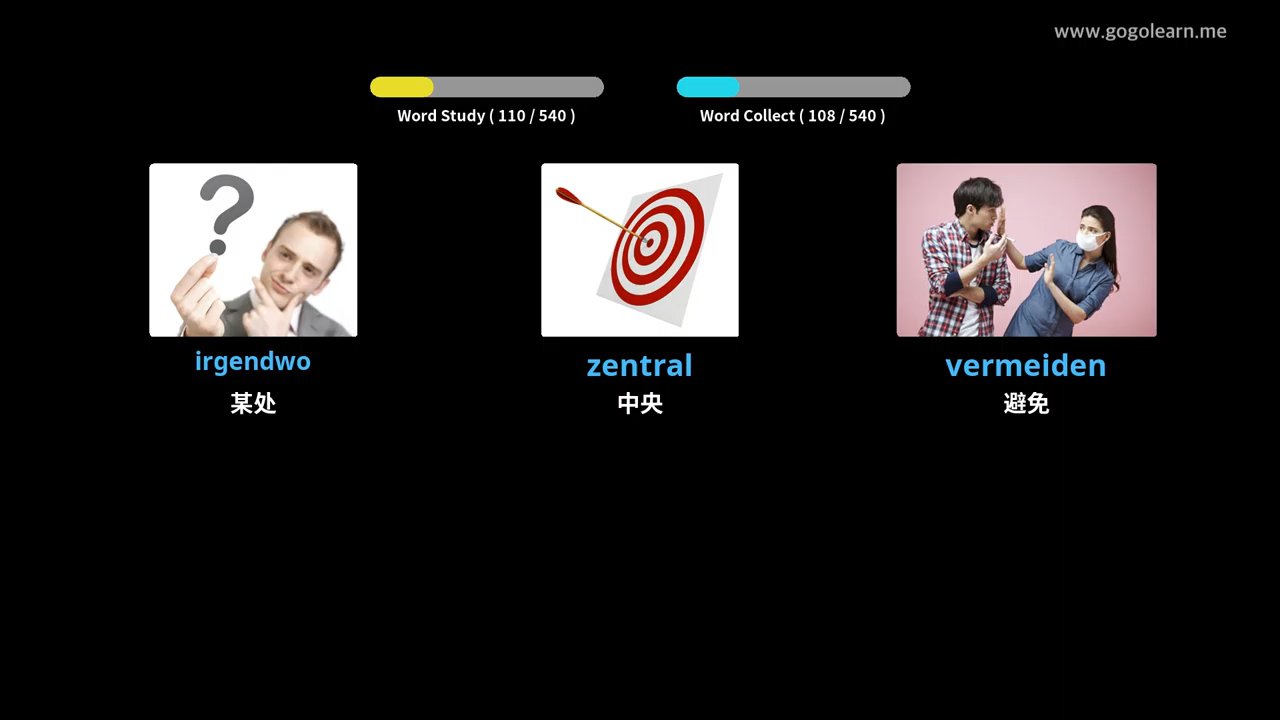 www.gogolearn.me
Word Study ( 110 / 540 )
Word Collect ( 108 / 540 )
?
irgendwo
zentral
vermeiden
某处
中央
避免